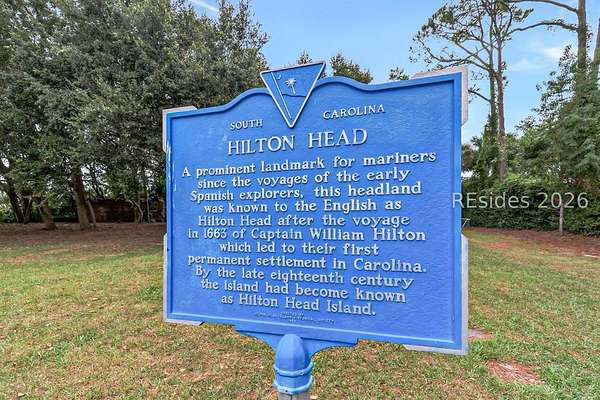 SOUTH CAROLINA
HILTON HEAD
A prominent landmark for mariners
since the voyages of the early
Spanish explorers, this headland
was known to the English as
Hilton Head after the voyage
in 1663 of Captain William Hilton
which led to their first
permanent settlement in Carolina.
By the late eighteenth century
the island had become known
as Hilton Head Island.
REsides 2026